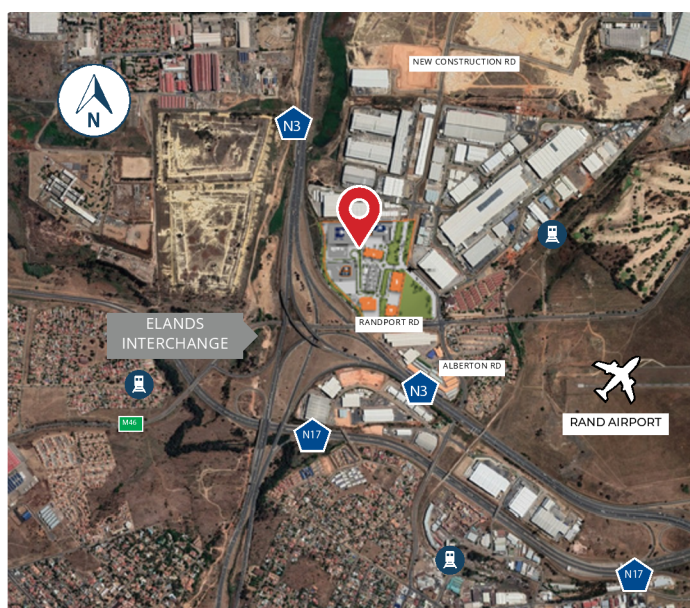 NEW CONSTRUCTION RD
N
N3
RANDPORT RD
ELANDS
INTERCHANGE
ALBERTON RD
N3
RAND AIRPORT
M46
N17
N17